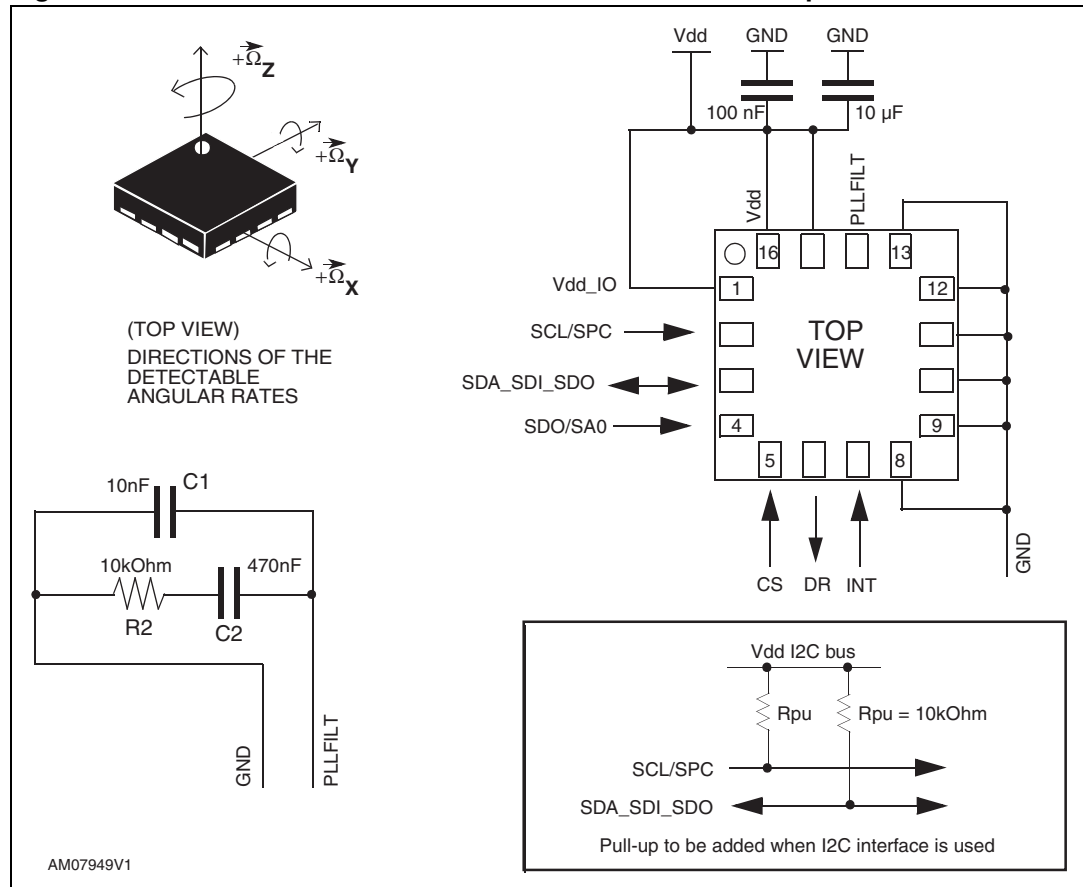 +Ω Z
+Ω Y
+Ω X
(TOP VIEW)
DIRECTIONS OF THE
DETECTABLE
ANGULAR RATES
Vdd
GND
GND
100 nF
10 µF
Vdd
PLLFILT
16
13
Vdd_IO
1
12
SCL/SPC
TOP
VIEW
SDA_SDI_SDO
SDO/SA0
4
9
5
8
CS
DR
INT
GND
10nF
C1
10kOhm
470nF
R2
C2
GND
PLLFILT
Vdd I2C bus
Rpu
Rpu = 10kOhm
SCL/SPC
SDA_SDI_SDO
Pull-up to be added when I2C interface is used
AM07949V1